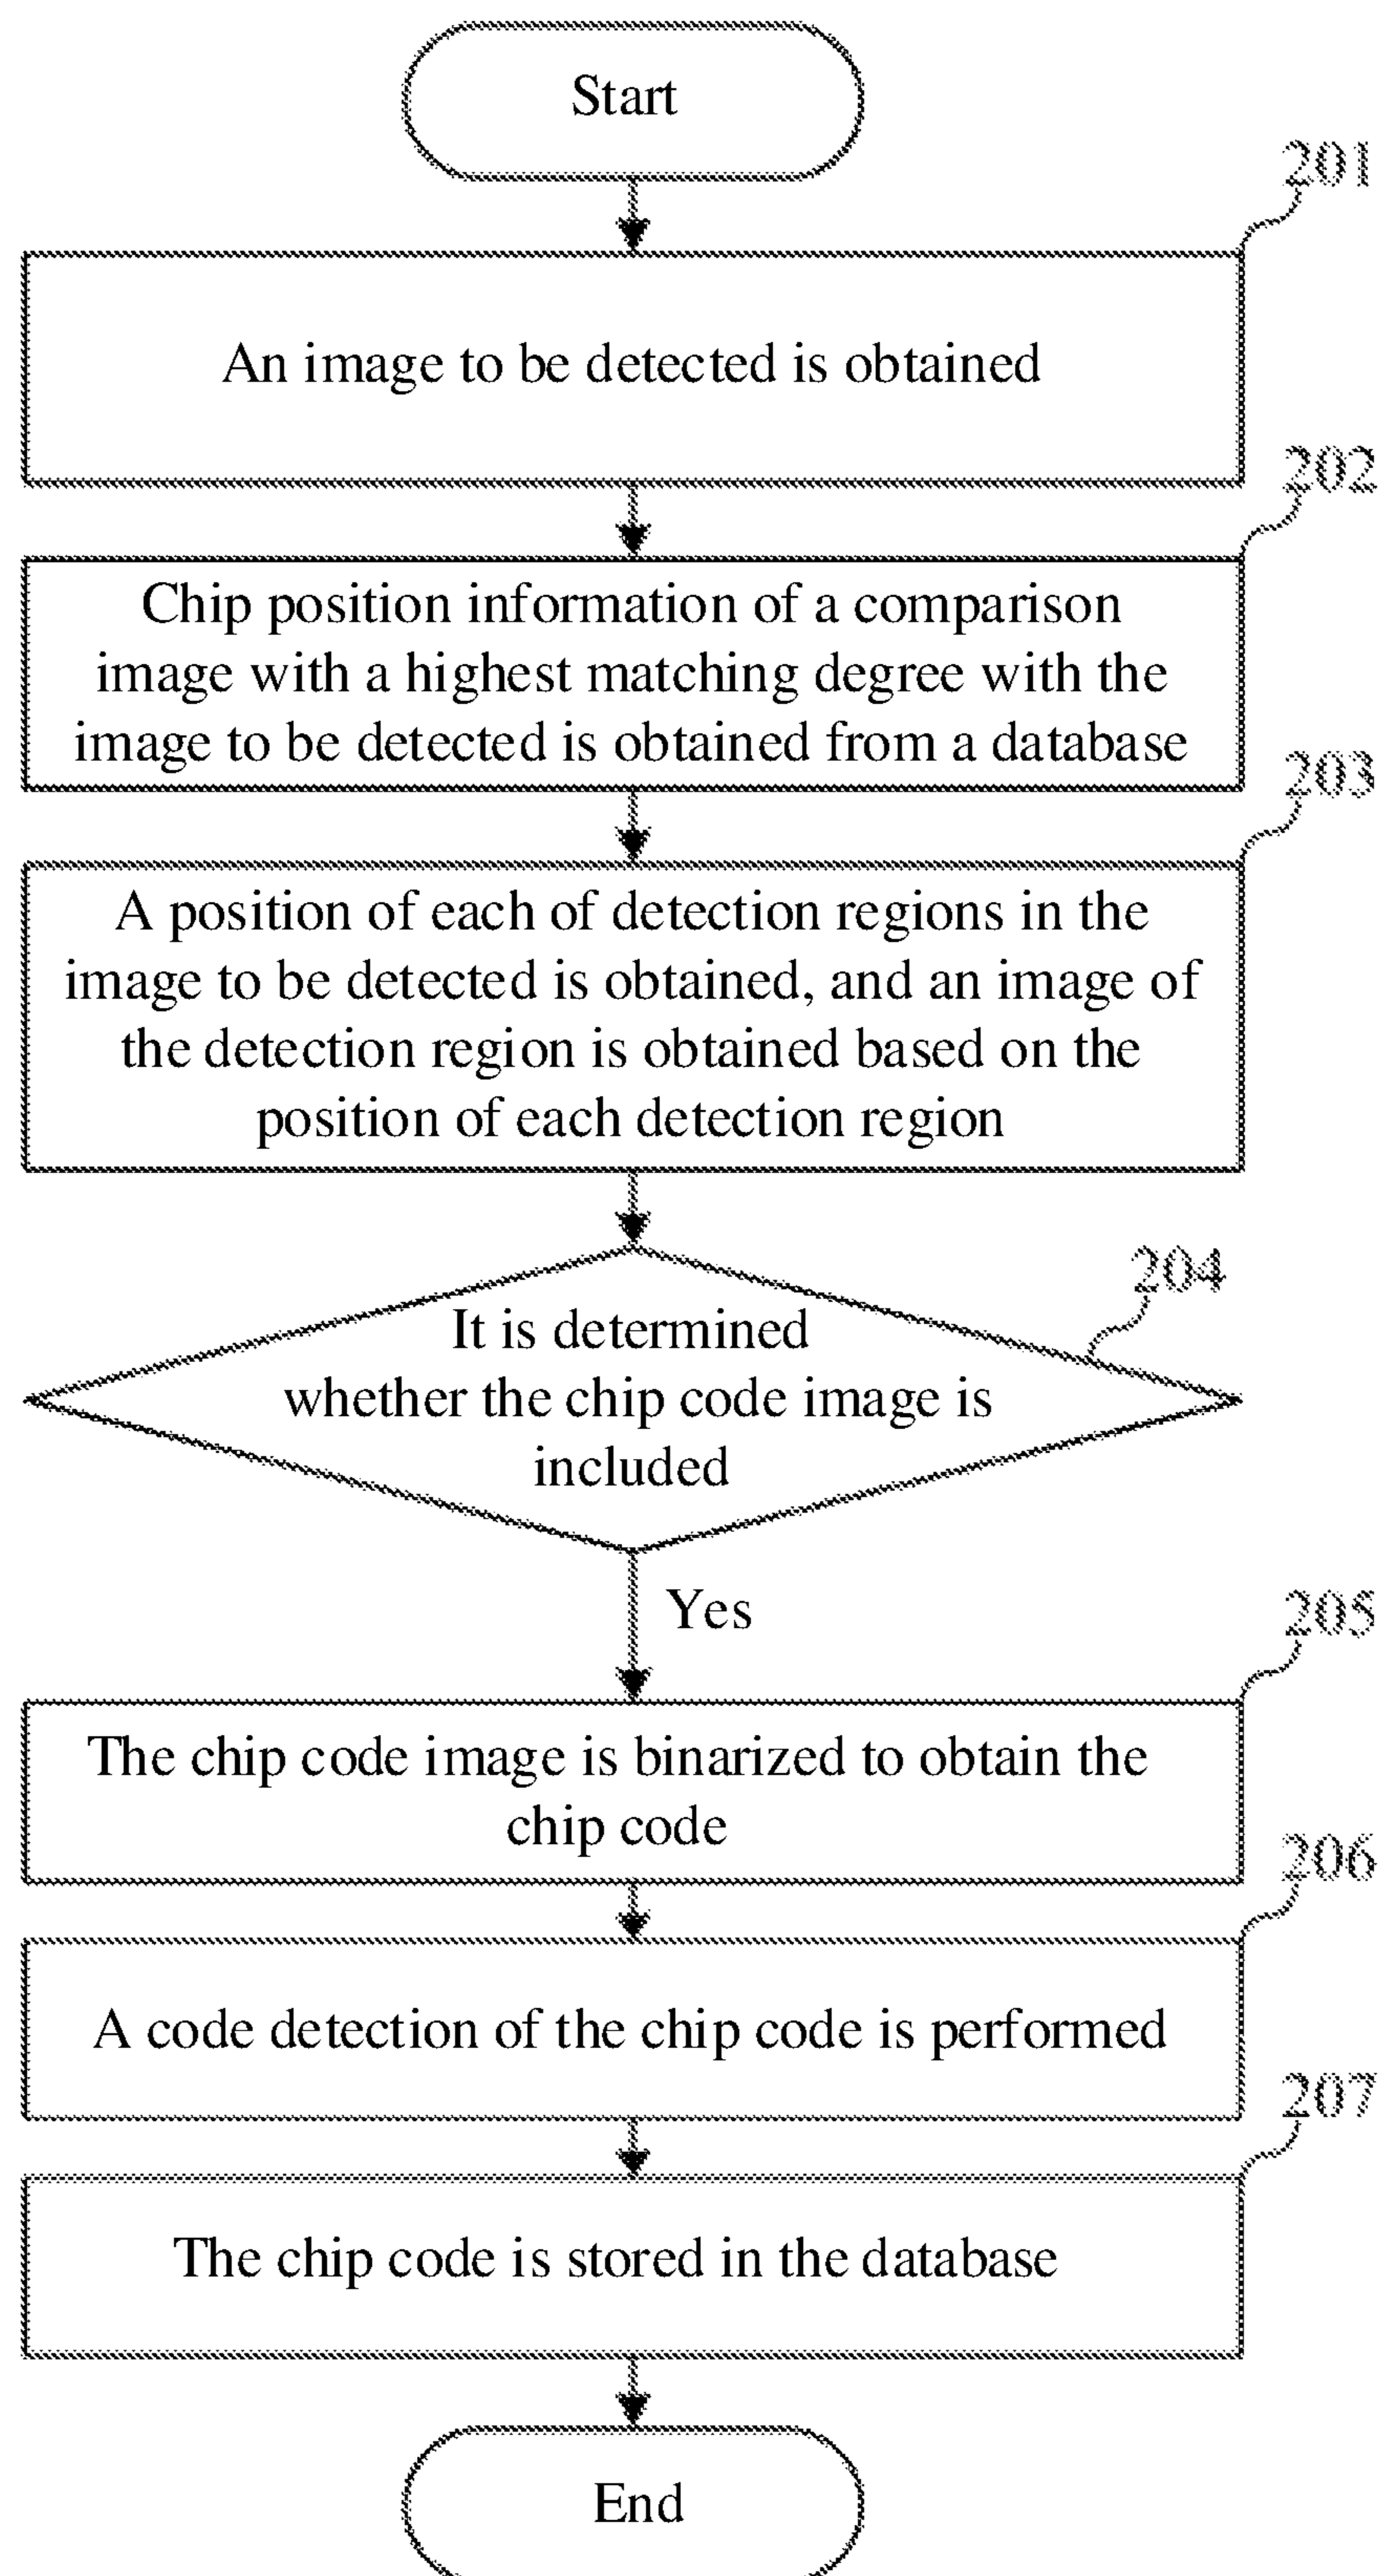 Start
201
An image to be detected is obtained
202
Chip position information of a comparison
image with a highest matching degree with the
image to be detected is obtained from a database
203
A position of each of detection regions in the
image to be detected is obtained, and an image of
the detection region is obtained based on the
position of each detection region
204
It is determined
whether the chip code image is
included
Yes
205
The chip code image is binarized to obtain the
chip code
206
A code detection of the chip code is performed
207
The chip code is stored in the database
End